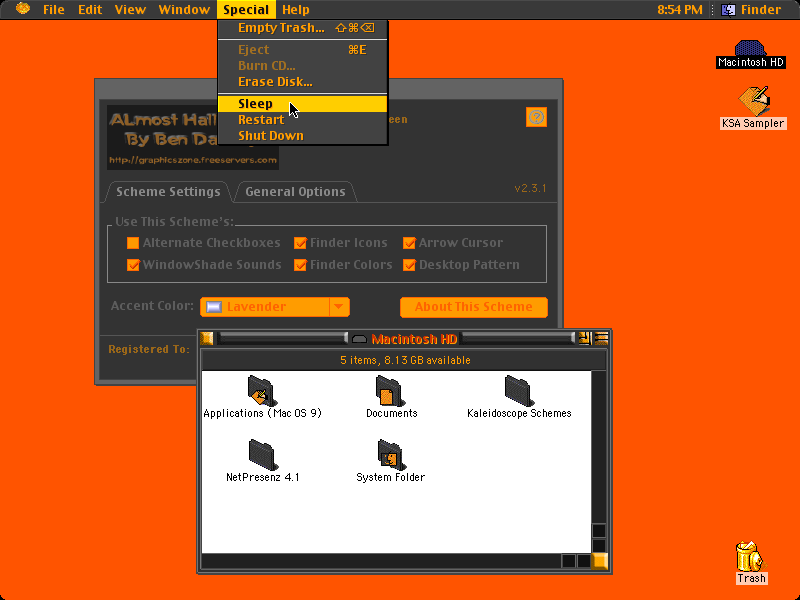 File Edit View Window Special Help 8:54 PM Finder
Empty Trash... ⇧⌘⌫
Eject ⌘E
Burn CD...
Erase Disk...
Sleep
Restart
Shut Down
Macintosh HD
KSA Sampler
ALmost Hall
By Ben Da
http://graphicszone.freeservers.com
v2.3.1
Scheme Settings General Options
Use This Scheme's:
Alternate Checkboxes Finder Icons Arrow Cursor
WindowShade Sounds Finder Colors Desktop Pattern
Accent Color: Lavender About This Scheme
Registered To:
Macintosh HD
5 items, 8.13 GB available
Applications (Mac OS 9) Documents Kaleidoscope Schemes
NetPresenz 4.1 System Folder
Trash